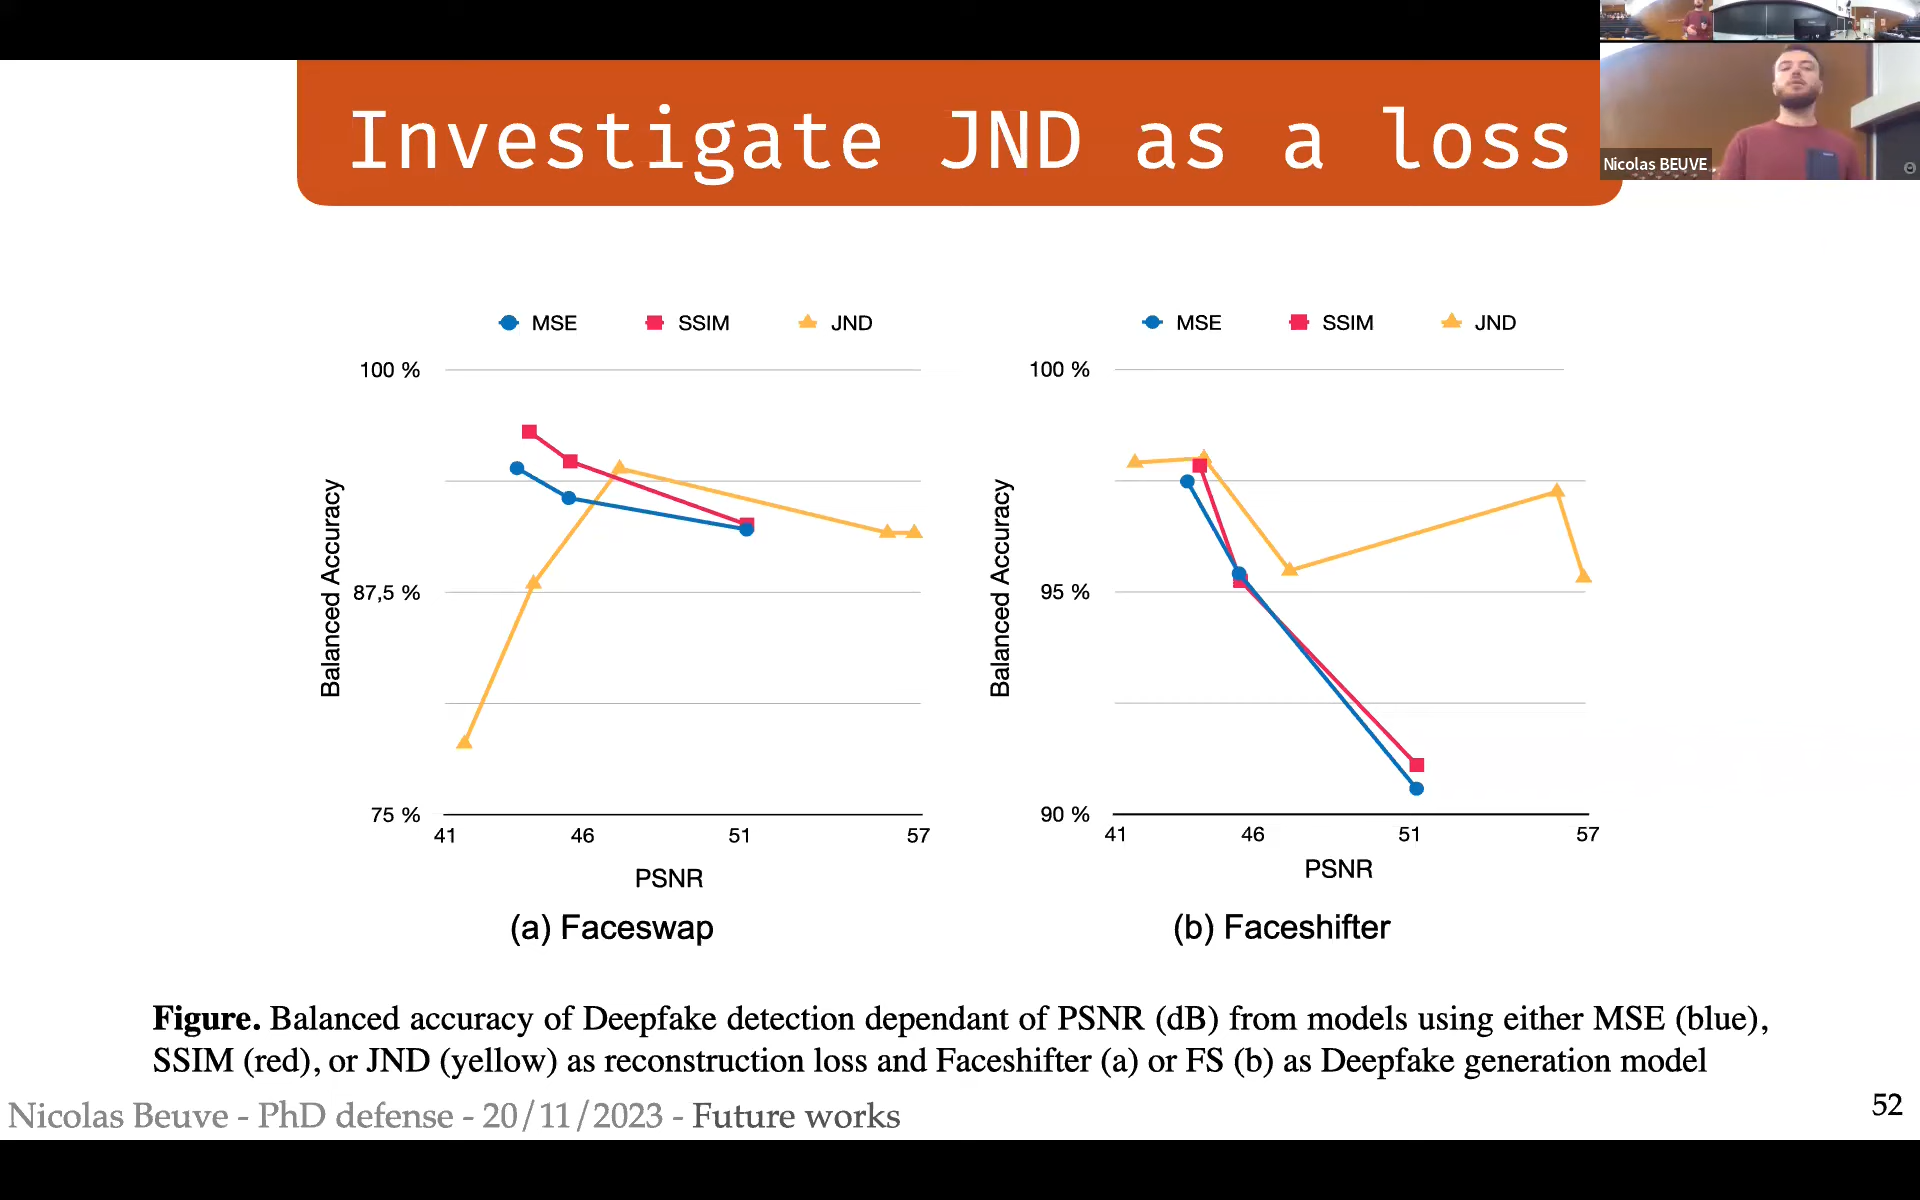 Investigate JND as a loss
Nicolas BEUVE
MSE SSIM JND
100 %
87,5 %
75 %
Balanced Accuracy
41 46 51 57
PSNR
(a) Faceswap
MSE SSIM JND
100 %
95 %
90 %
Balanced Accuracy
41 46 51 57
PSNR
(b) Faceshifter
Figure. Balanced accuracy of Deepfake detection dependant of PSNR (dB) from models using either MSE (blue),
SSIM (red), or JND (yellow) as reconstruction loss and Faceshifter (a) or FS (b) as Deepfake generation model
Nicolas Beuve - PhD defense - 20/11/2023 - Future works
52